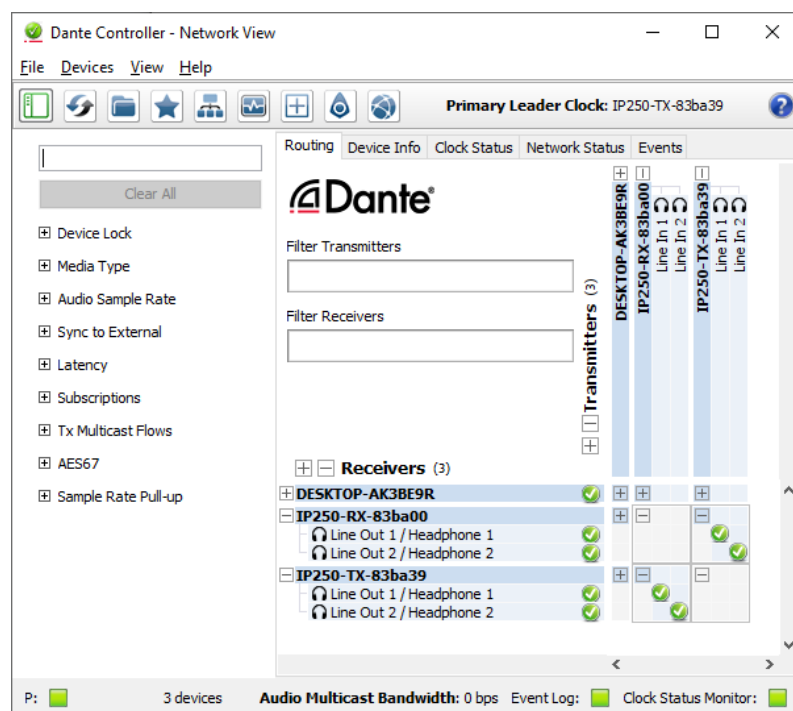 Dante Controller - Network View
File Devices View Help
Primary Leader Clock: IP250-TX-83ba39
Routing Device Info Clock Status Network Status Events
Clear All
Device Lock
Media Type
Audio Sample Rate
Sync to External
Latency
Subscriptions
Tx Multicast Flows
AES67
Sample Rate Pull-up
Dante®
Filter Transmitters
Filter Receivers
Transmitters (3)
DESKTOP-AK3BE9R
IP250-RX-83ba00
Line In 1
Line In 2
IP250-TX-83ba39
Line In 1
Line In 2
Receivers (3)
DESKTOP-AK3BE9R
IP250-RX-83ba00
Line Out 1 / Headphone 1
Line Out 2 / Headphone 2
IP250-TX-83ba39
Line Out 1 / Headphone 1
Line Out 2 / Headphone 2
P: 3 devices Audio Multicast Bandwidth: 0 bps Event Log: Clock Status Monitor: